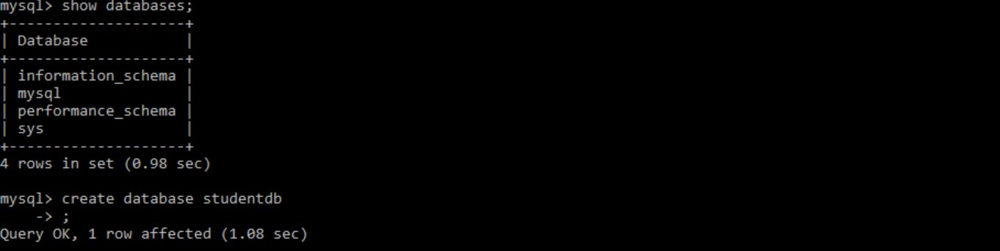 mysql> show databases;
+--------------------+
| Database           |
+--------------------+
| information_schema |
| mysql              |
| performance_schema |
| sys                |
+--------------------+
4 rows in set (0.98 sec)
mysql> create database studentdb
    -> ;
Query OK, 1 row affected (1.08 sec)